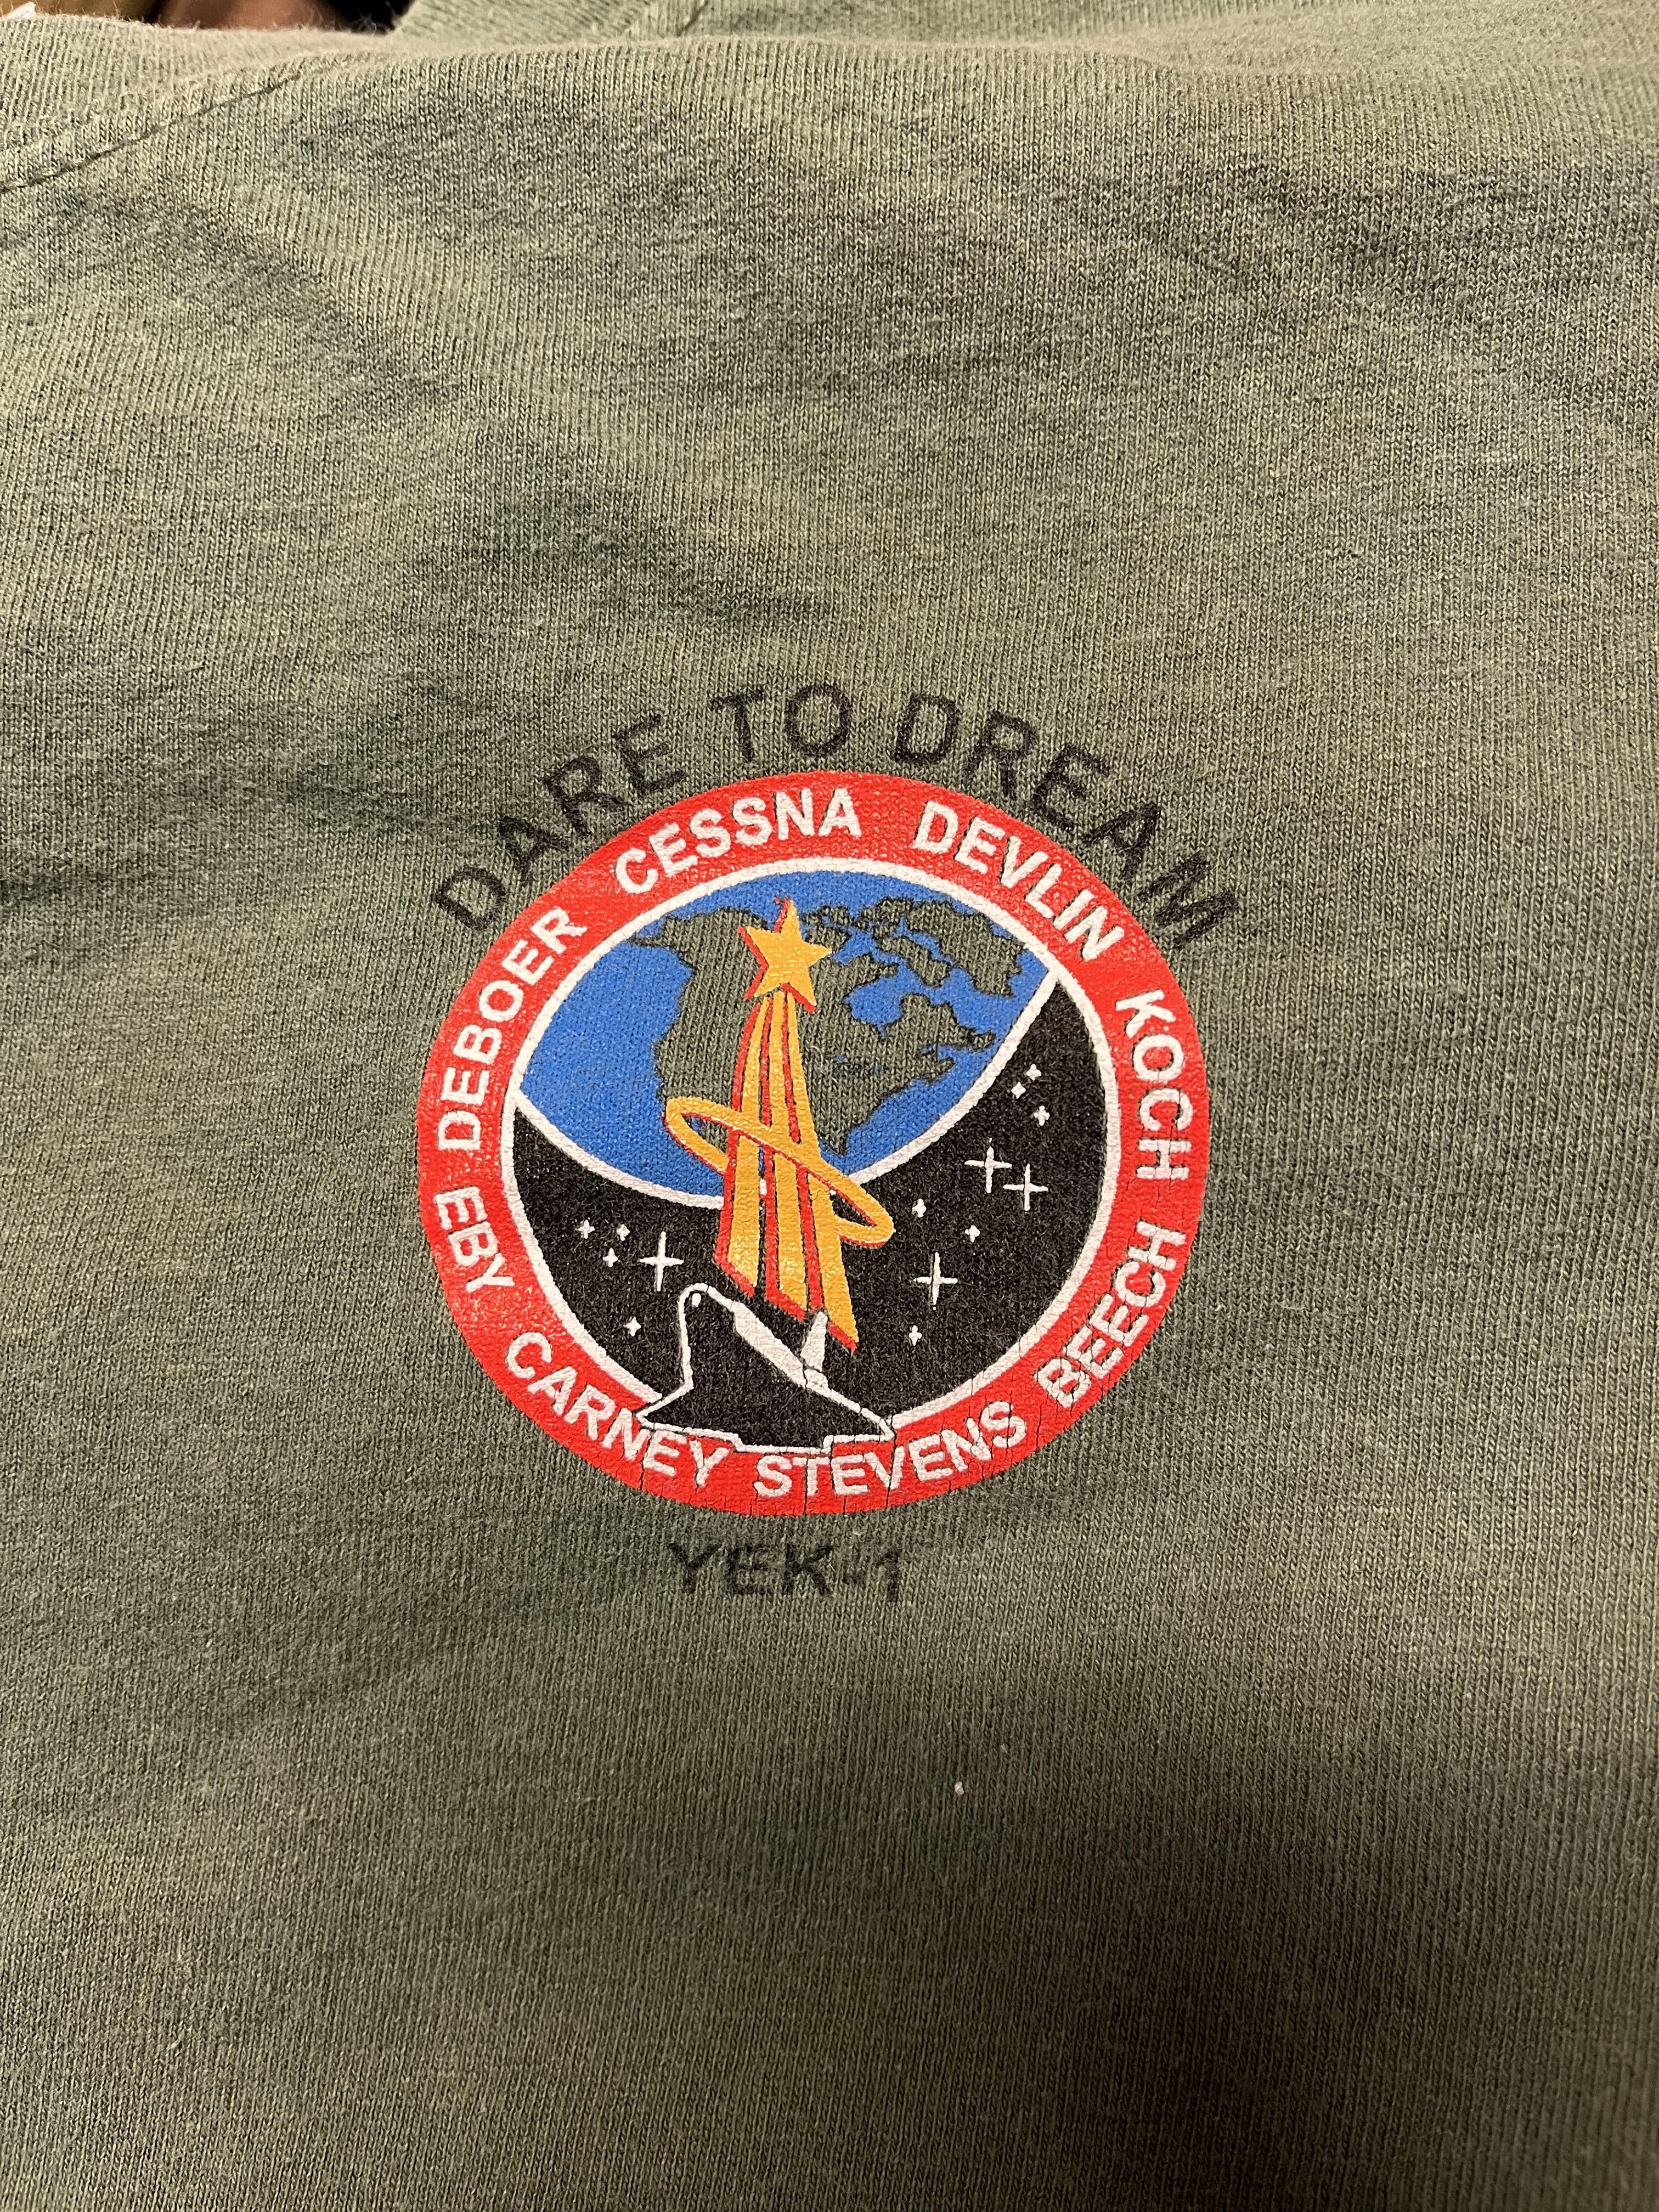 DARE TO DREAM
EBY DEBOER CESSNA DEVLIN KOCH
CARNEY STEVENS BEECH
YEK-1